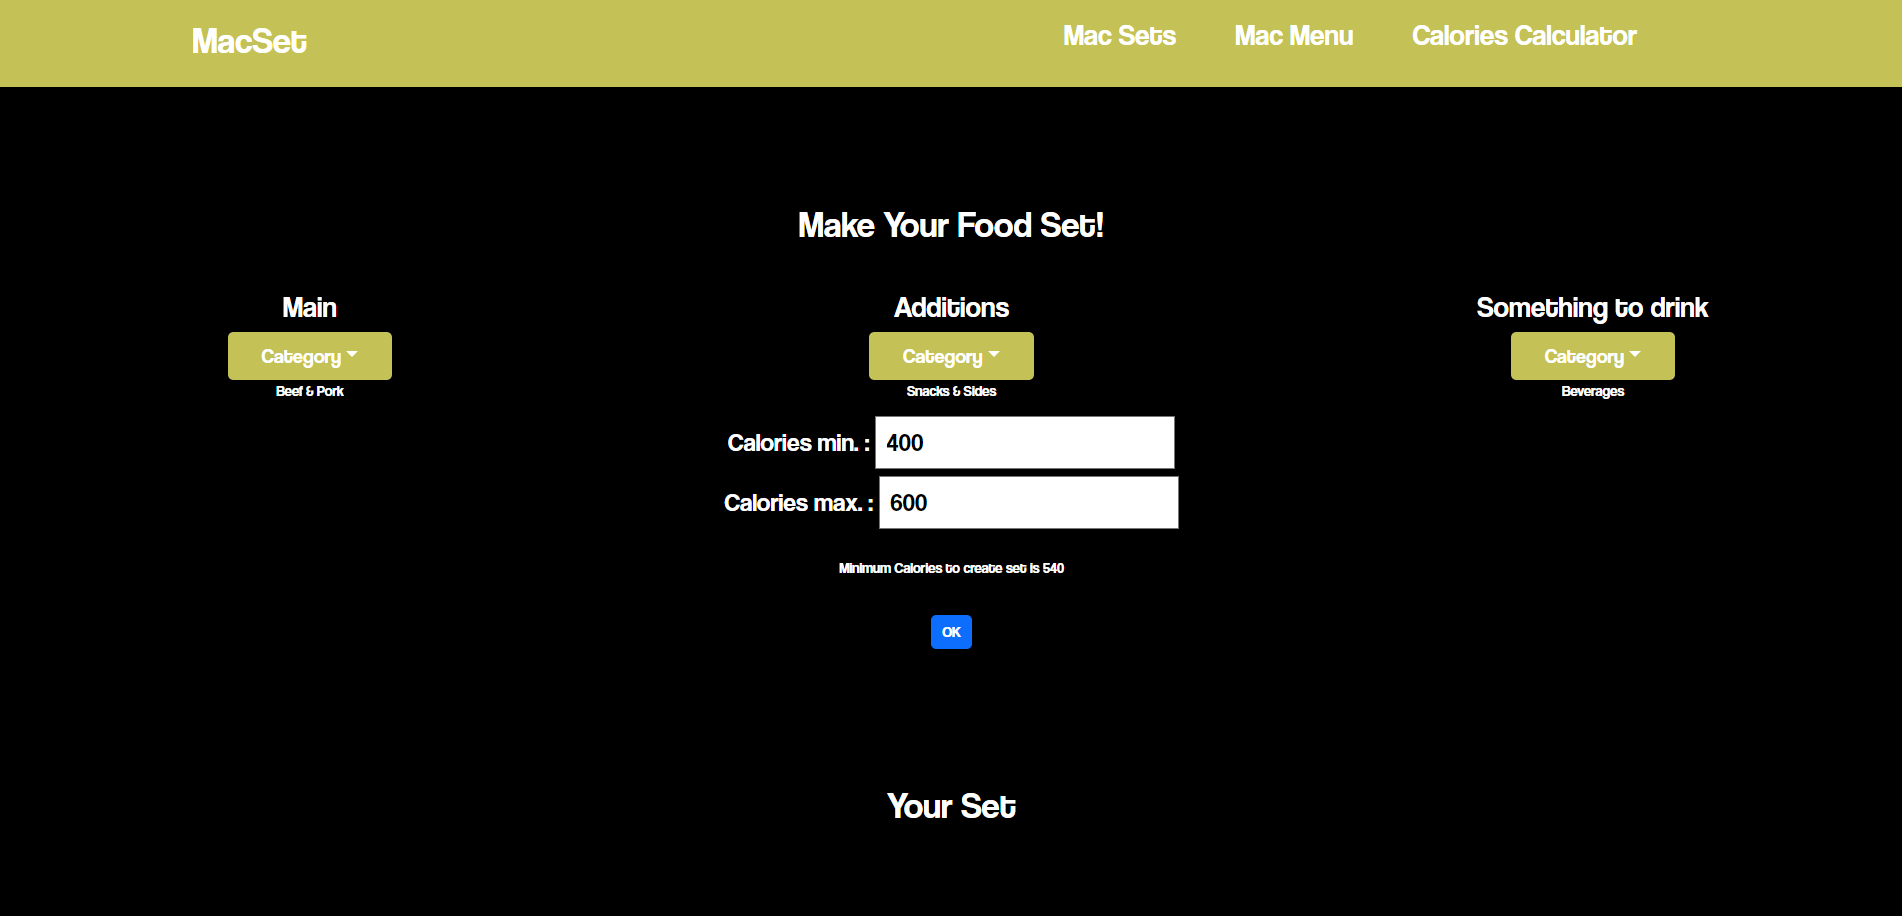 MacSet
Mac Sets Mac Menu Calories Calculator
Make Your Food Set!
Main Additions Something to drink
Category Category Category
Beef & Pork Snacks & Sides Beverages
Calories min. : 400
Calories max. : 600
Minimum Calories to create set is 540
OK
Your Set